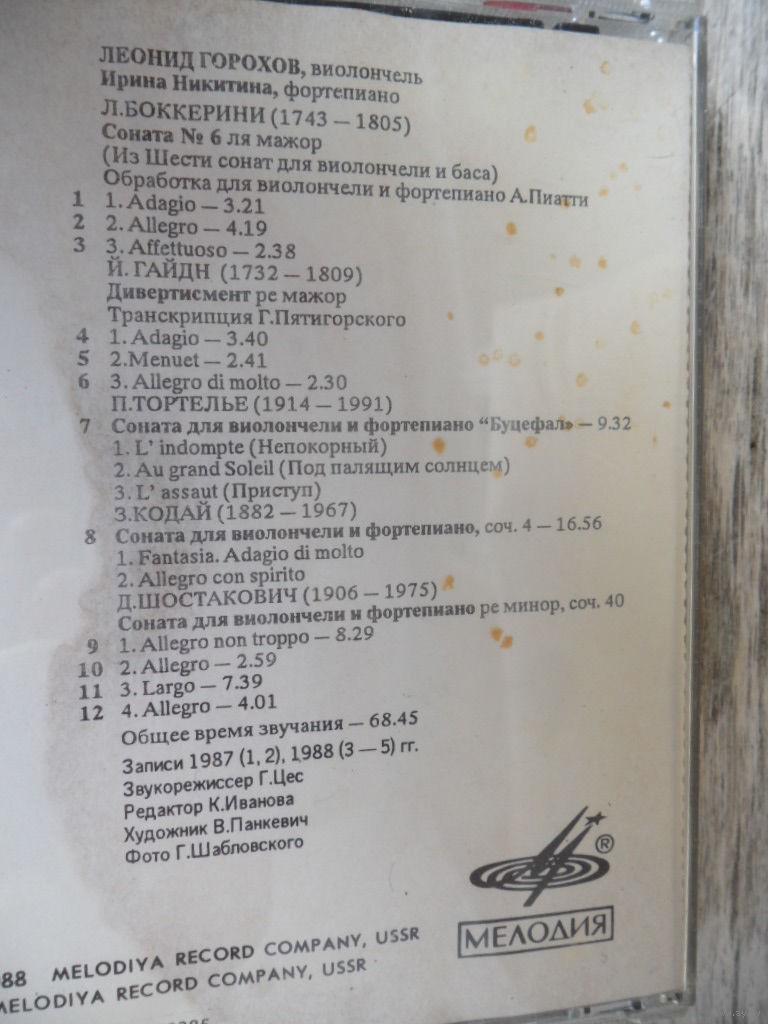 ЛЕОНИД ГОРОХОВ, виолончель
Ирина Никитина, фортепиано
Л.БОККЕРИНИ (1743 – 1805)
Соната № 6 ля мажор
(Из Шести сонат для виолончели и баса)
Обработка для виолончели и фортепиано А.Пиатти
1 1. Adagio – 3.21
2 2. Allegro – 4.19
3 3. Affettuoso – 2.38
Й. ГАЙДН (1732 – 1809)
Дивертисмент ре мажор
Транскрипция Г.Пятигорского
4 1. Adagio – 3.40
5 2.Menuet – 2.41
6 3. Allegro di molto – 2.30
П.ТОРТЕЛЬЕ (1914 – 1991)
7 Соната для виолончели и фортепиано "Буцефал» – 9.32
1. L' indompte (Непокорный)
2. Au grand Soleil (Под палящим солнцем)
3. L' assaut (Приступ)
З.КОДАЙ (1882 – 1967)
8 Соната для виолончели и фортепиано, соч. 4 – 16.56
1. Fantasia. Adagio di molto
2. Allegro con spirito
Д.ШОСТАКОВИЧ (1906 – 1975)
Соната для виолончели и фортепиано ре минор, соч. 40
9 1. Allegro non troppo – 8.29
10 2. Allegro – 2.59
11 3. Largo – 7.39
12 4. Allegro – 4.01
Общее время звучания – 68.45
Записи 1987 (1, 2), 1988 (3 – 5) гг.
Звукорежиссер Г.Цес
Редактор К.Иванова
Художник В.Панкевич
Фото Г.Шабловского
®
МЕЛОДИЯ
88 MELODIYA RECORD COMPANY, USSR
MELODIYA RECORD COMPANY, USSR